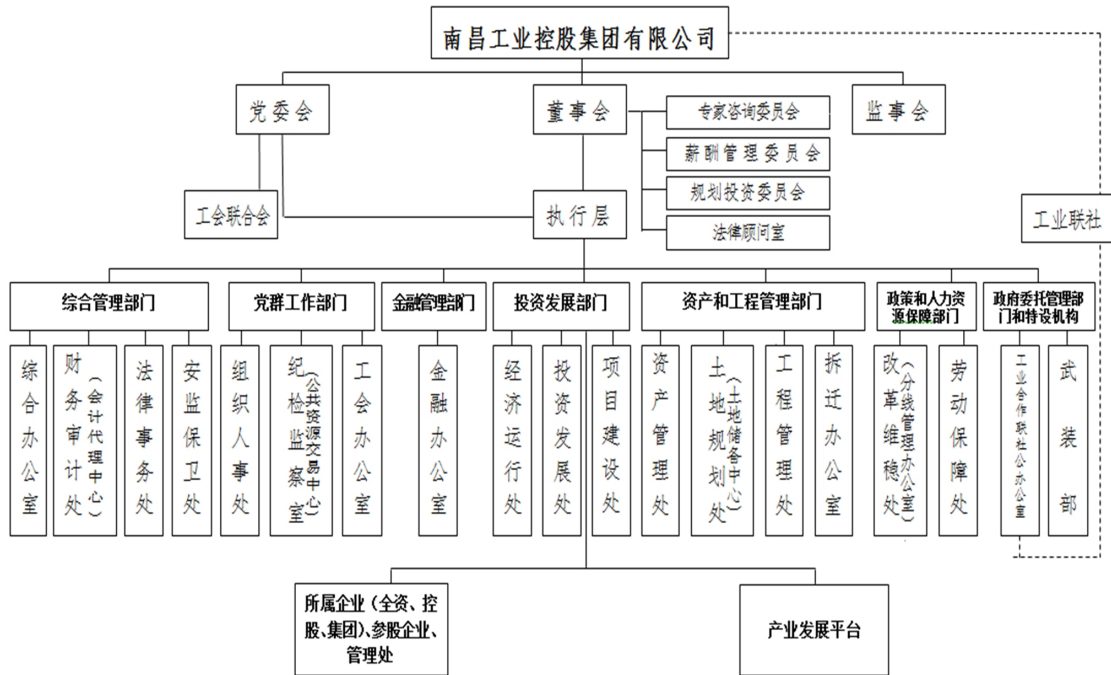 南昌工业控股集团有限公司
党委会
董事会
监事会
专家咨询委员会
薪酬管理委员会
规划投资委员会
法律顾问室
工会联合会
执行层
工业联社
综合管理部门
党群工作部门
金融管理部门
投资发展部门
资产和工程管理部门
政策和人力资
源保障部门
政府委托管理部
门和特设机构
综合办公室
财务审计处
（会计代理中心）
法律事务处
安监保卫处
组织人事处
纪检监察室
（公共资源交易中心）
工会办公室
金融办公室
经济运行处
投资发展处
项目建设处
资产管理处
土地规划处
（土地储备中心）
工程管理处
拆迁办公室
改革维稳处
（分线管理办公室）
劳动保障处
工业合作联社公办公室
武装部
所属企业（全资、控
股、集团）、参股企业、
管理处
产业发展平台